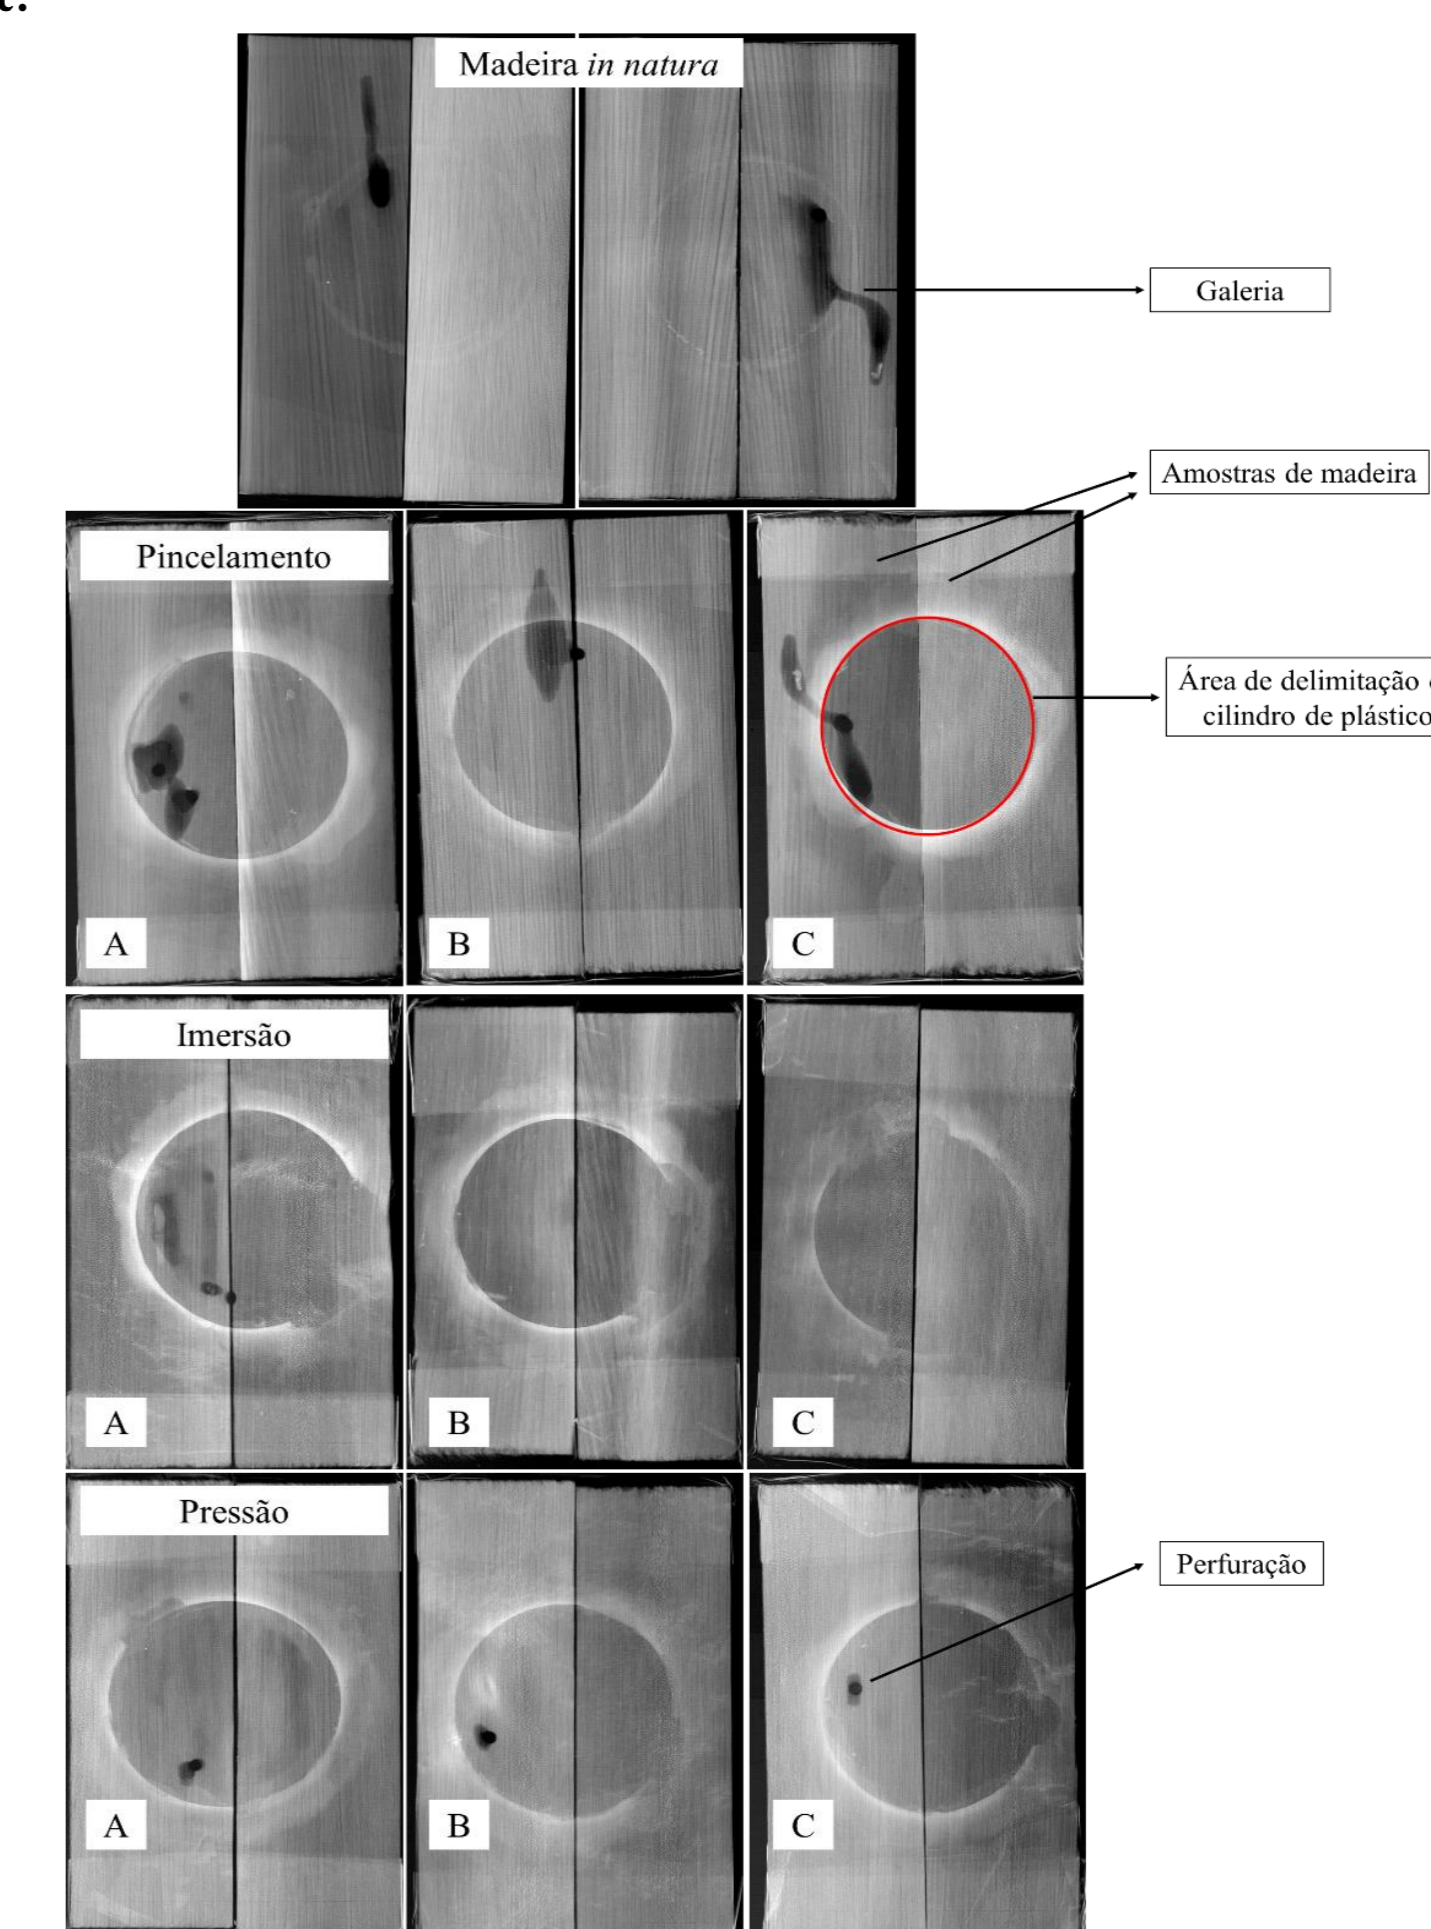 Madeira in natura
Galeria
Amostras de madeira
Pincelamento
Área de delimitação
cilindro de plástico
A
B
C
Imersão
A
B
C
Pressão
Perfuração
A
B
C